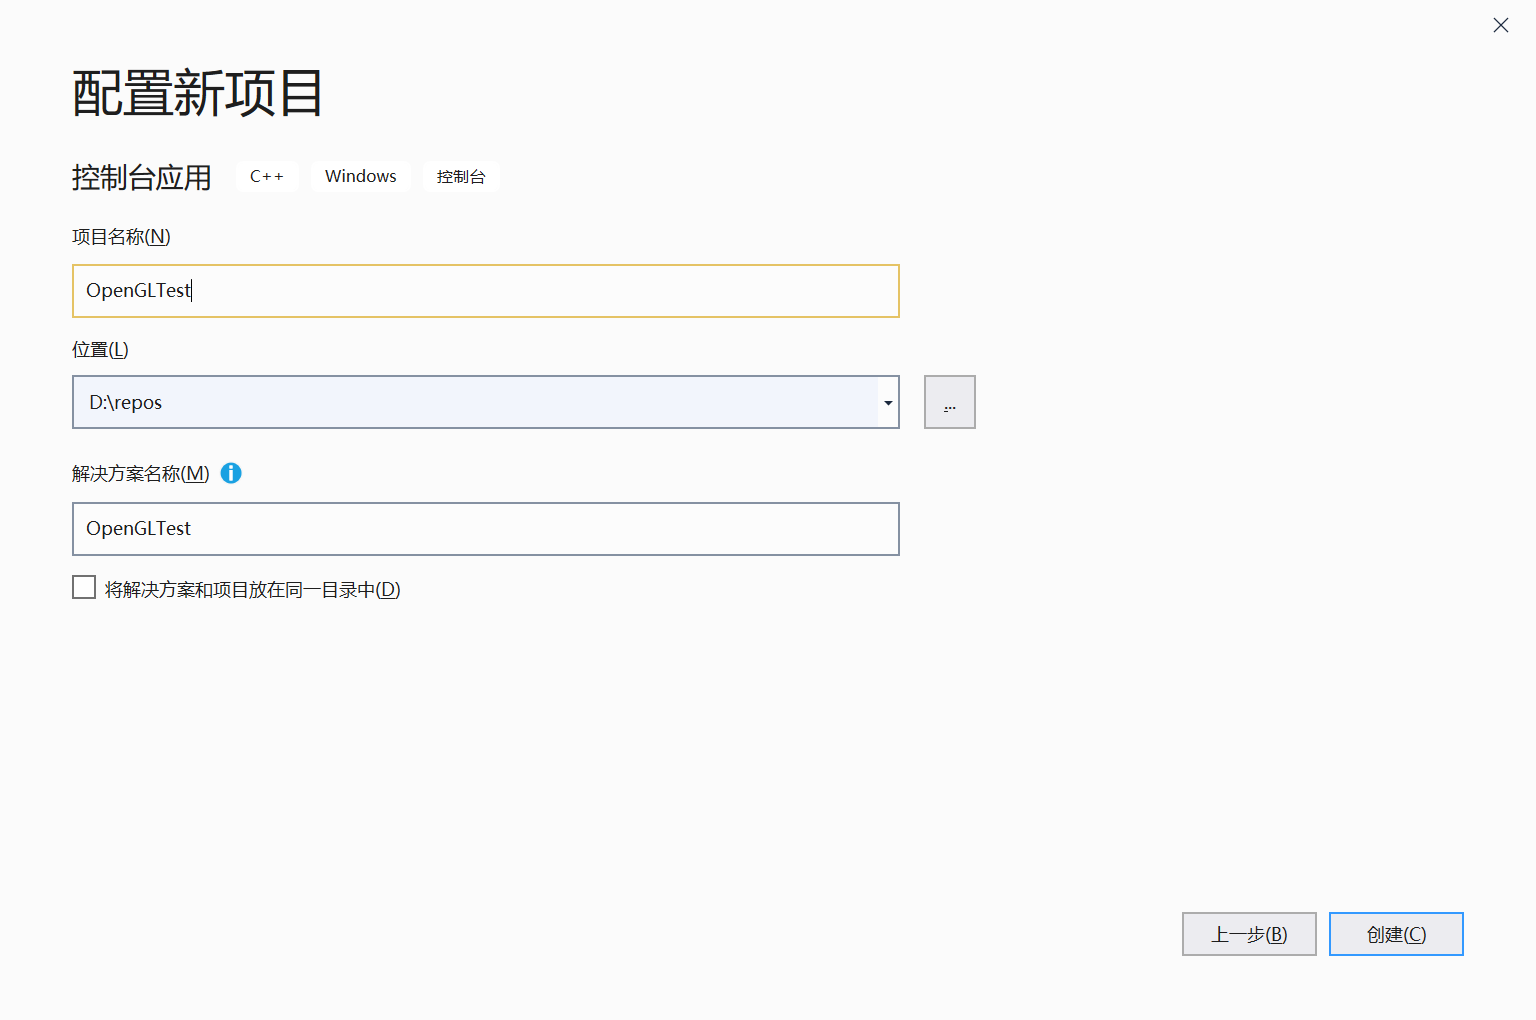 配置新项目
控制台应用 C++ Windows 控制台
项目名称(N)
OpenGLTest
位置(L)
D:\repos
...
解决方案名称(M)
OpenGLTest
将解决方案和项目放在同一目录中(D)
上一步(B) 创建(C)